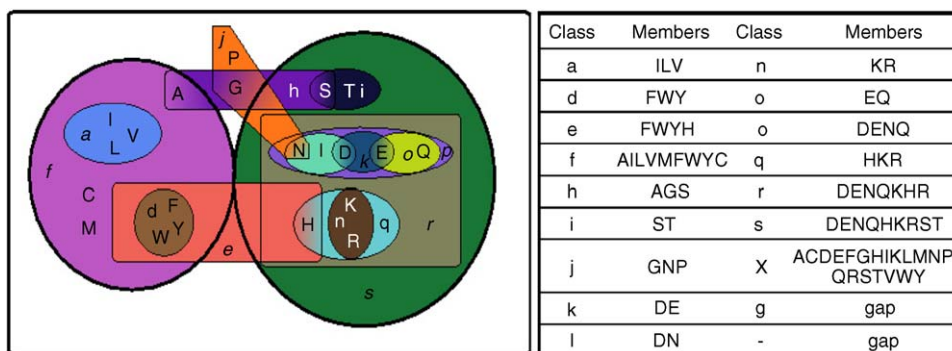 j
P
A
G
h
S
T i
I
a
V
L
f
N
l
D
k
E
o
Q
p
C
M
d
F
W
Y
e
H
K
n
R
q
r
s
Class Members Class Members
a ILV n KR
d FWY o EQ
e FWYH o DENQ
f AILVMFWYC q HKR
h AGS r DENQKHR
i ST s DENQHKRST
j GNP X ACDEFGHIKLMNP
QRSTVWY
k DE g gap
l DN - gap